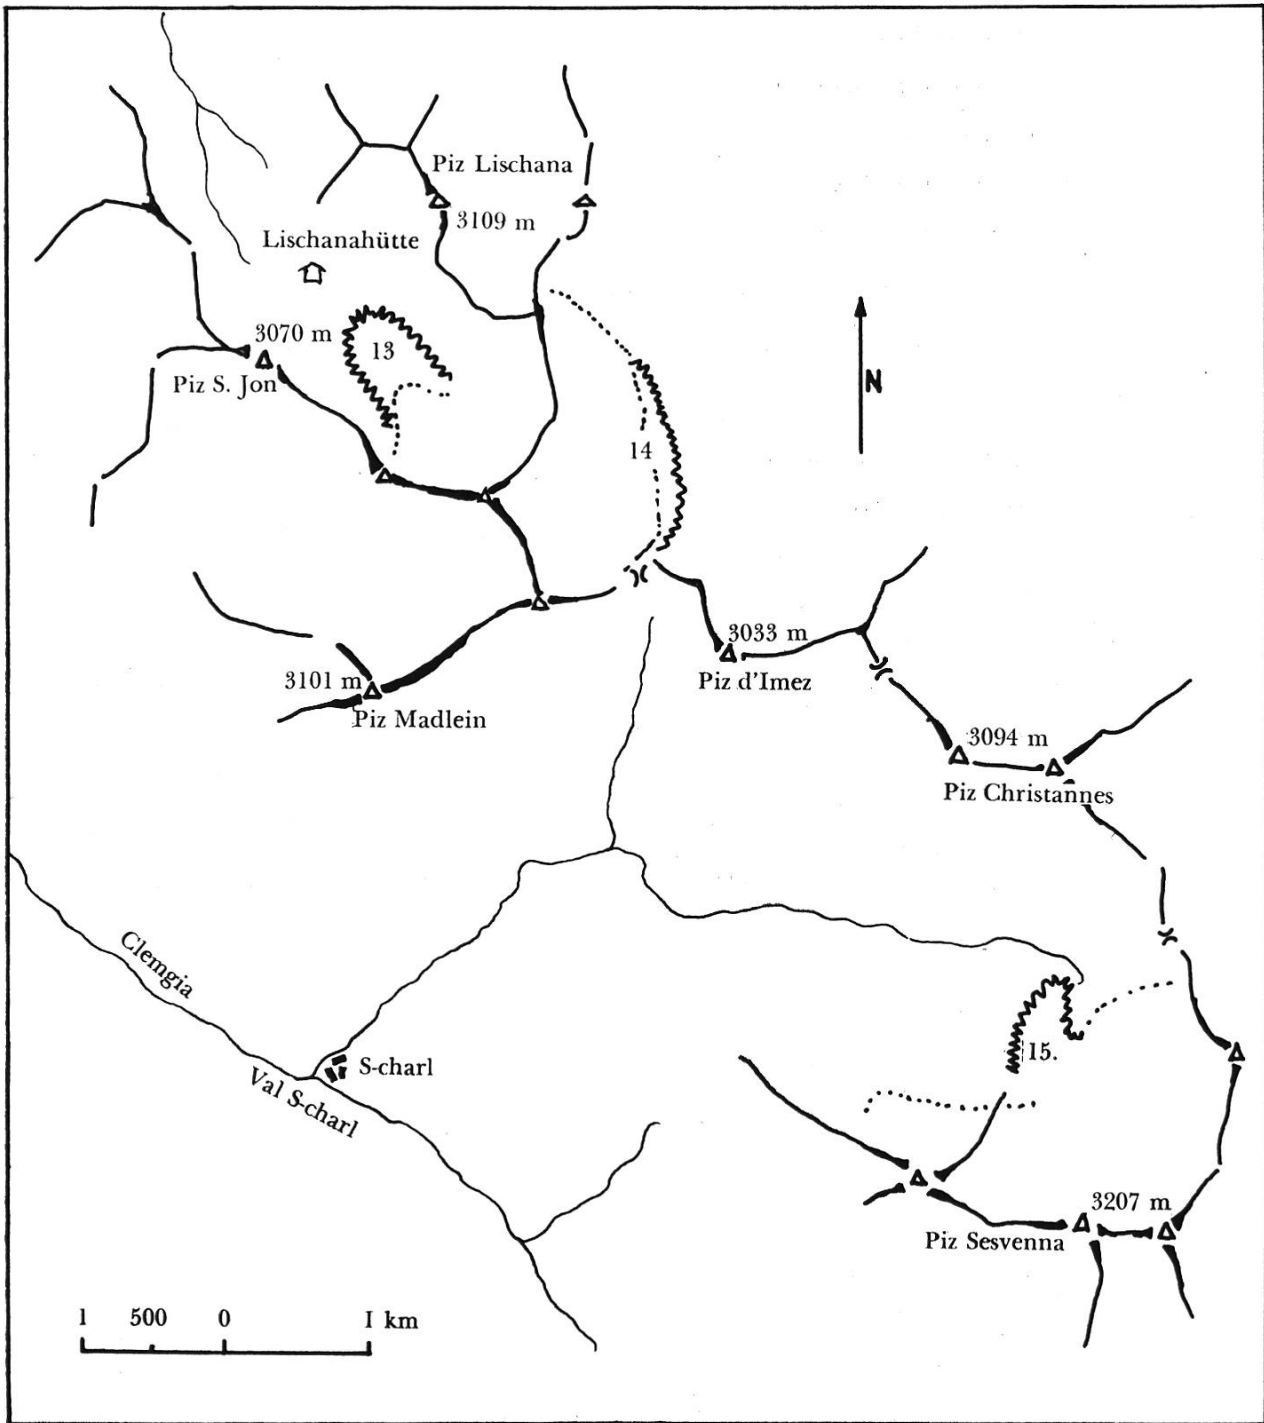 Piz Lischana
3109 m
Lischanahütte
3070 m
13
Piz S. Jon
N
14
3033 m
Piz d'Imez
3101 m
Piz Madlein
3094 m
Piz Christannes
Clemgia
15.
S-charl
Val S-charl
3207 m
Piz Sesvenna
1 500 0 I km